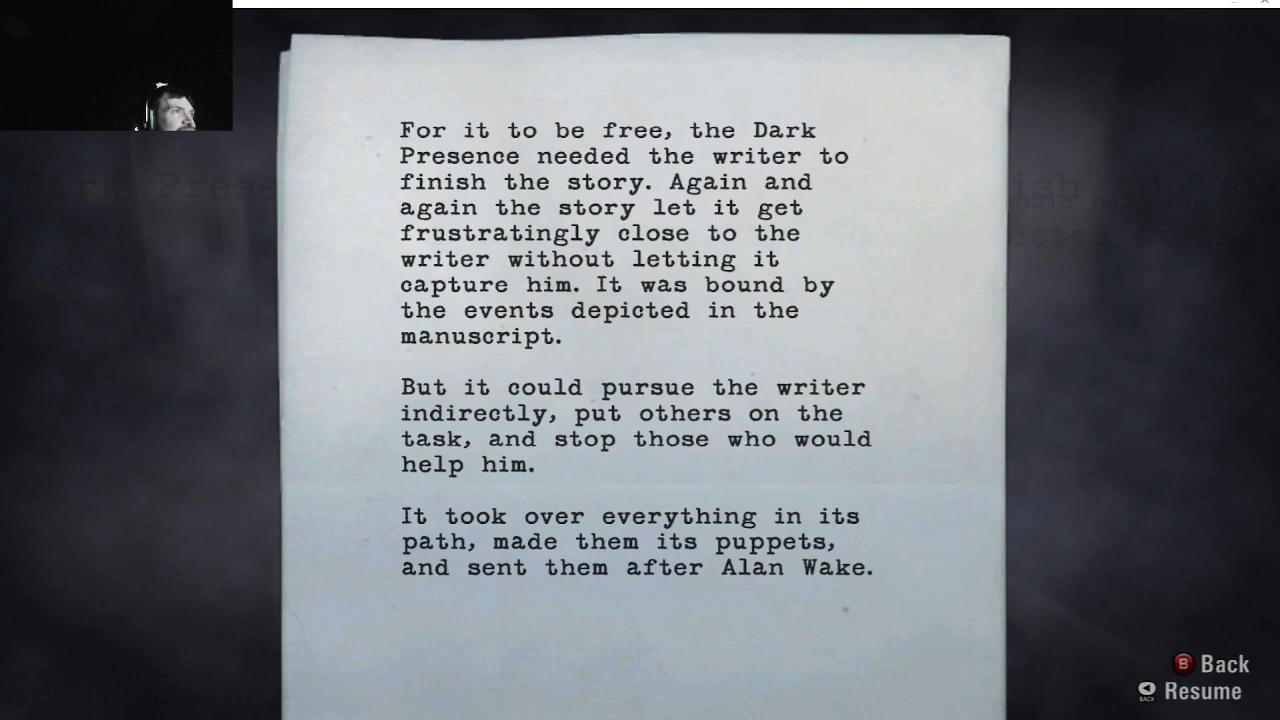 For it to be free, the Dark
Presence needed the writer to
finish the story. Again and
again the story let it get
frustratingly close to the
writer without letting it
capture him. It was bound by
the events depicted in the
manuscript.
But it could pursue the writer
indirectly, put others on the
task, and stop those who would
help him.
It took over everything in its
path, made them its puppets,
and sent them after Alan Wake.
B Back
BACK Resume